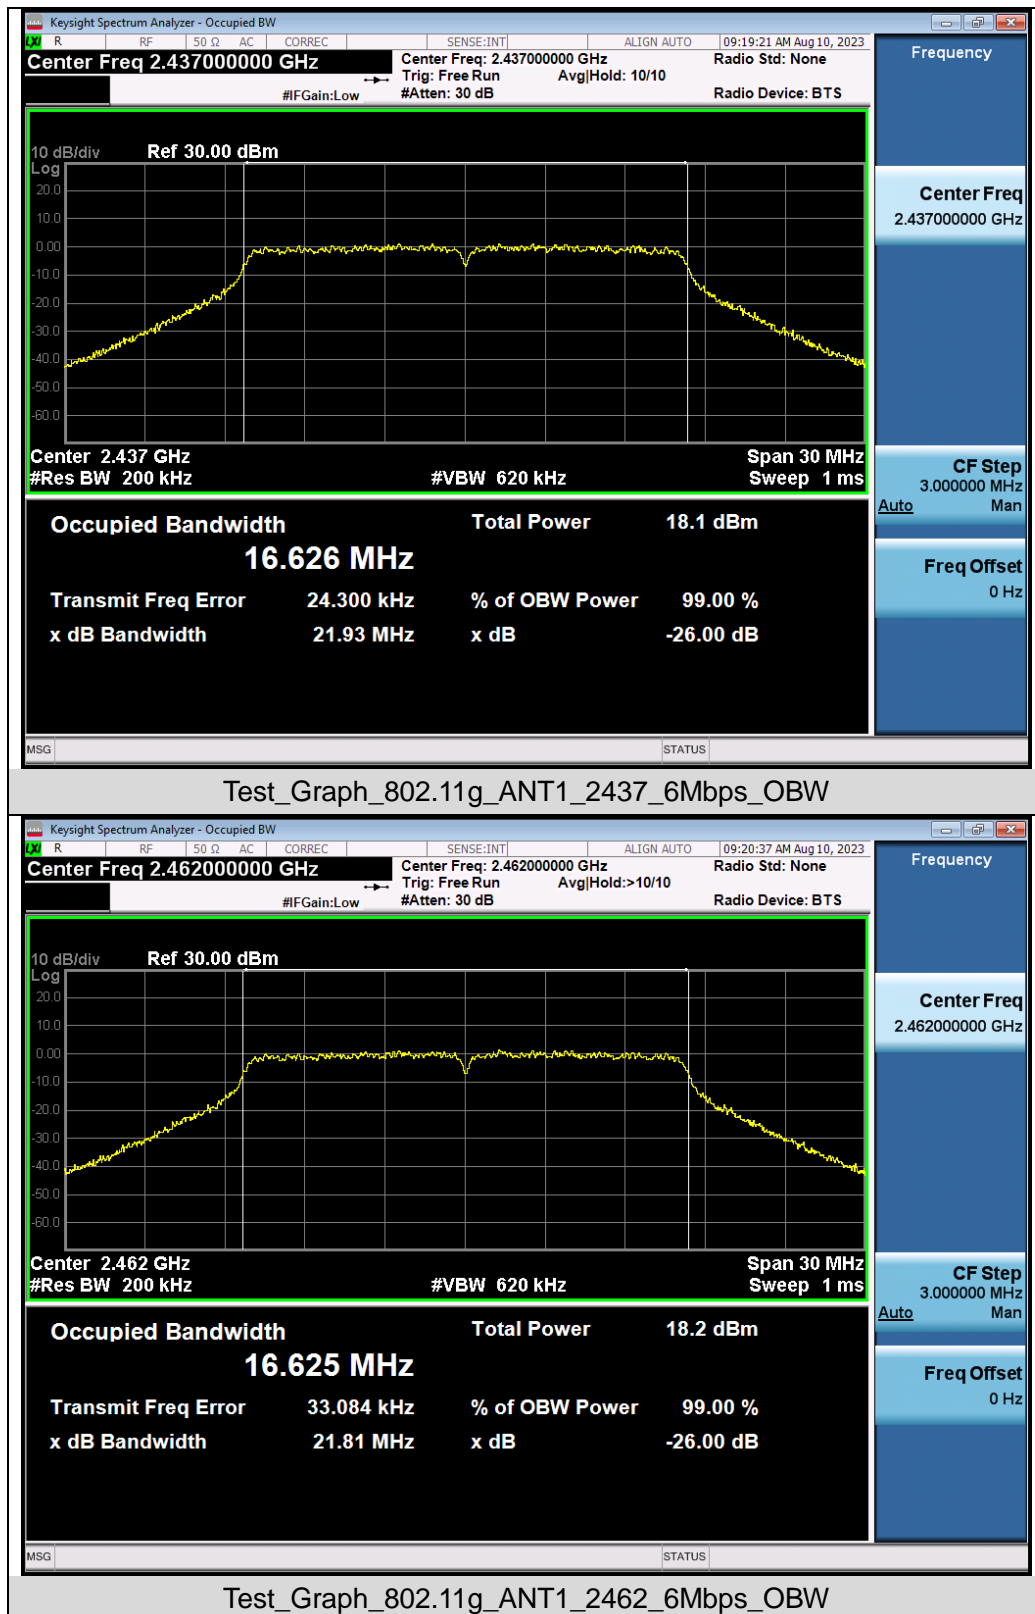 Keysight Spectrum Analyzer - Occupied BW
LXI R RF 50 Ω AC CORREC SENSE:INT ALIGN AUTO 09:19:21 AM Aug 10, 2023
Center Freq 2.437000000 GHz
Center Freq: 2.437000000 GHz Radio Std: None
Trig: Free Run Avg|Hold: 10/10
#IFGain:Low #Atten: 30 dB Radio Device: BTS
Frequency
10 dB/div Ref 30.00 dBm
Log
20.0
10.0
0.00
-10.0
-20.0
-30.0
-40.0
-50.0
-60.0
Center Freq
2.437000000 GHz
Center 2.437 GHz Span 30 MHz
#Res BW 200 kHz #VBW 620 kHz Sweep 1 ms
CF Step
3.000000 MHz
Auto Man
Occupied Bandwidth Total Power 18.1 dBm
16.626 MHz
Transmit Freq Error 24.300 kHz % of OBW Power 99.00 %
x dB Bandwidth 21.93 MHz x dB -26.00 dB
Freq Offset
0 Hz
MSG STATUS
Test_Graph_802.11g_ANT1_2437_6Mbps_OBW
Keysight Spectrum Analyzer - Occupied BW
LXI R RF 50 Ω AC CORREC SENSE:INT ALIGN AUTO 09:20:37 AM Aug 10, 2023
Center Freq 2.462000000 GHz
Center Freq: 2.462000000 GHz Radio Std: None
Trig: Free Run Avg|Hold:>10/10
#IFGain:Low #Atten: 30 dB Radio Device: BTS
Frequency
10 dB/div Ref 30.00 dBm
Log
20.0
10.0
0.00
-10.0
-20.0
-30.0
-40.0
-50.0
-60.0
Center Freq
2.462000000 GHz
Center 2.462 GHz Span 30 MHz
#Res BW 200 kHz #VBW 620 kHz Sweep 1 ms
CF Step
3.000000 MHz
Auto Man
Occupied Bandwidth Total Power 18.2 dBm
16.625 MHz
Transmit Freq Error 33.084 kHz % of OBW Power 99.00 %
x dB Bandwidth 21.81 MHz x dB -26.00 dB
Freq Offset
0 Hz
MSG STATUS
Test_Graph_802.11g_ANT1_2462_6Mbps_OBW